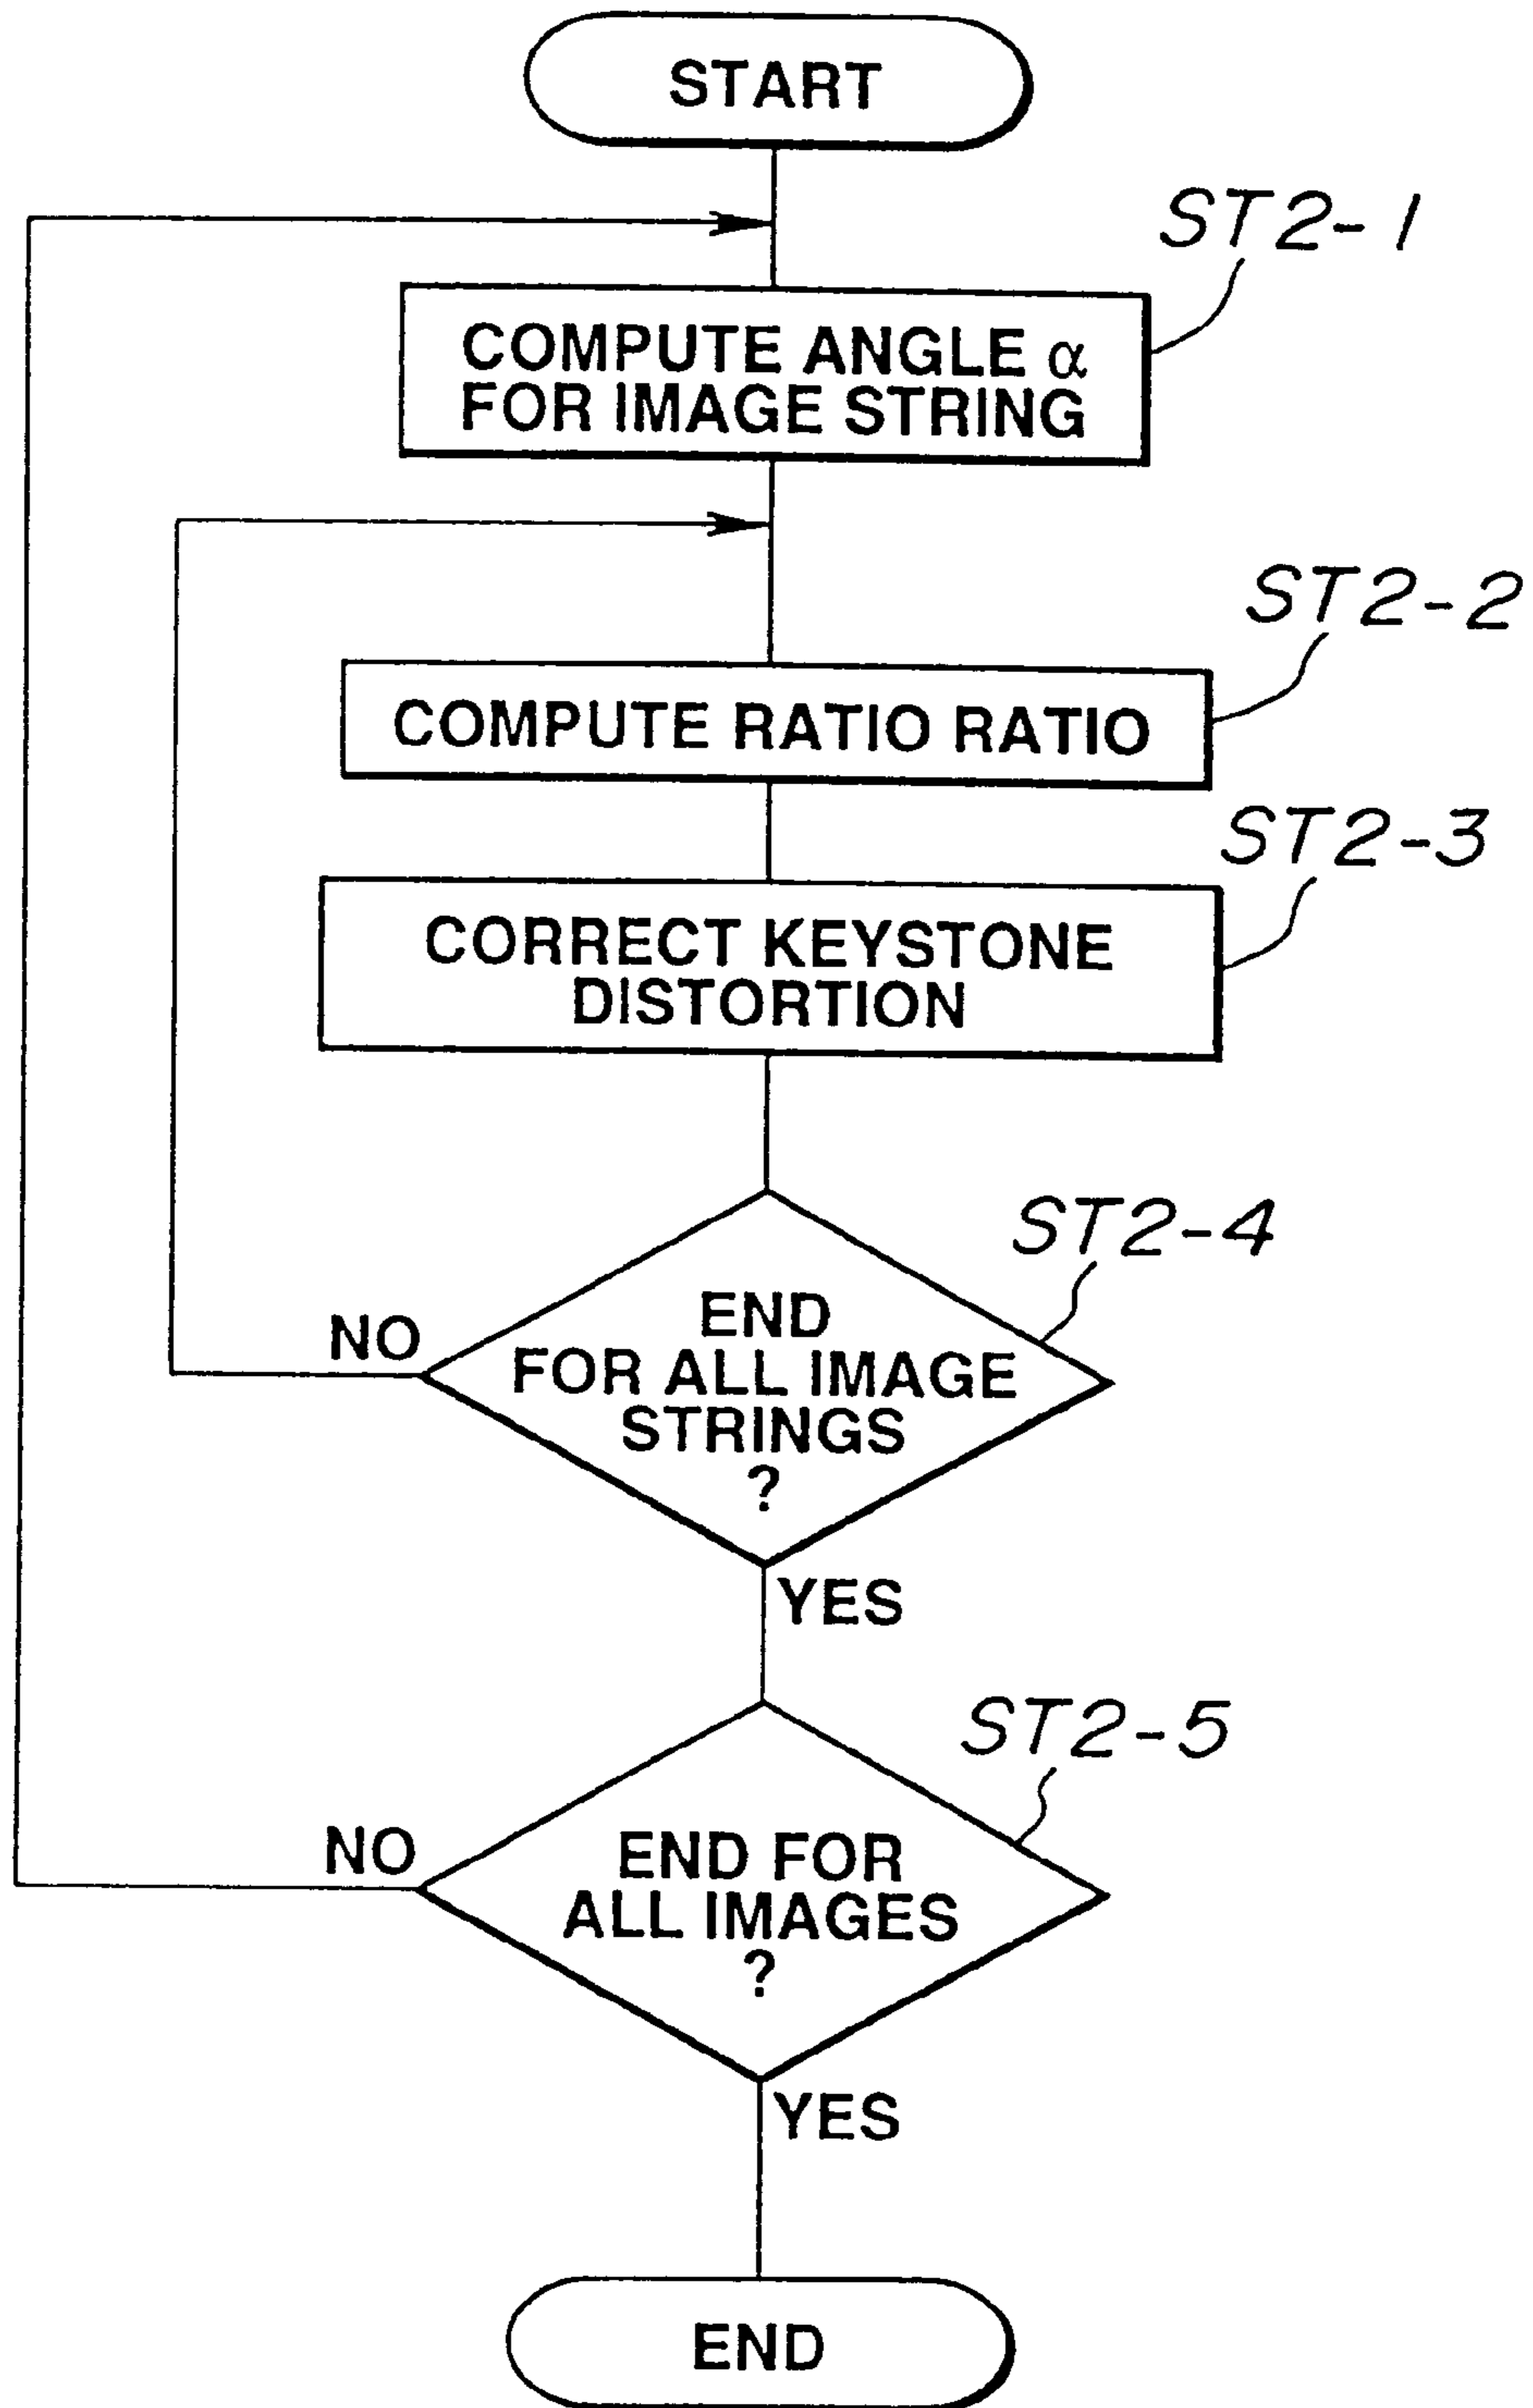 START
ST2-1
COMPUTE ANGLE α
FOR IMAGE STRING
ST2-2
COMPUTE RATIO RATIO
ST2-3
CORRECT KEYSTONE
DISTORTION
ST2-4
NO
END
FOR ALL IMAGE
STRINGS
?
YES
ST2-5
NO
END FOR
ALL IMAGES
?
YES
END